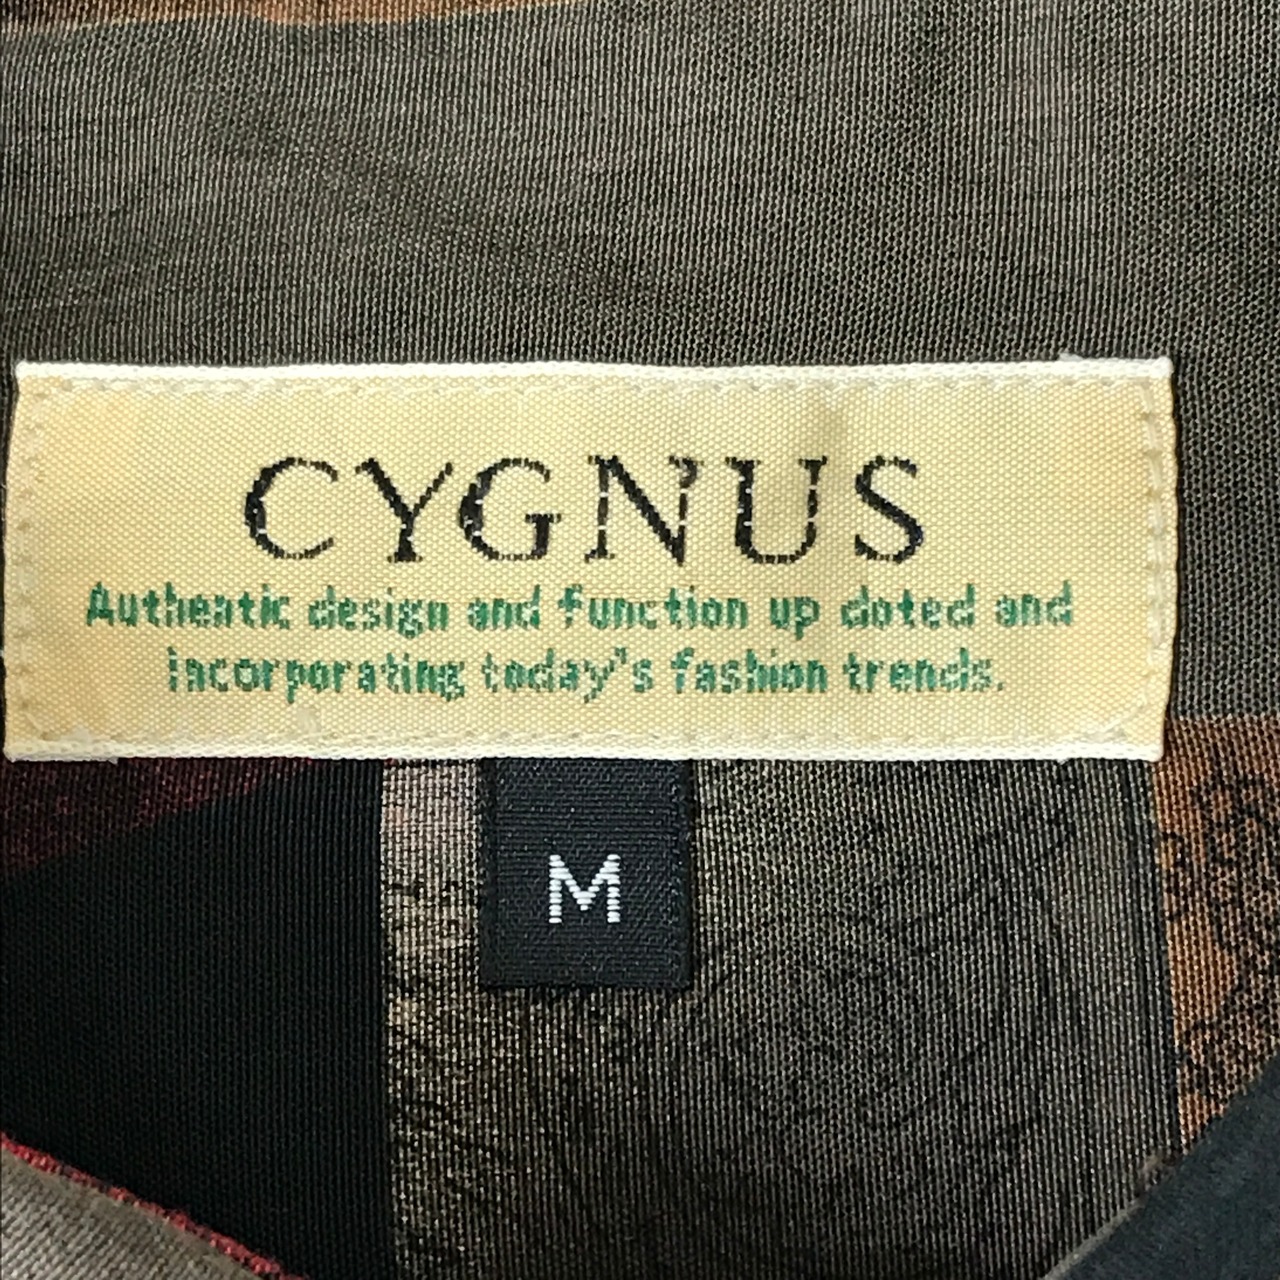 CYGNUS
Authentic design and function up doted and
incorporating today's fashion trends.
M